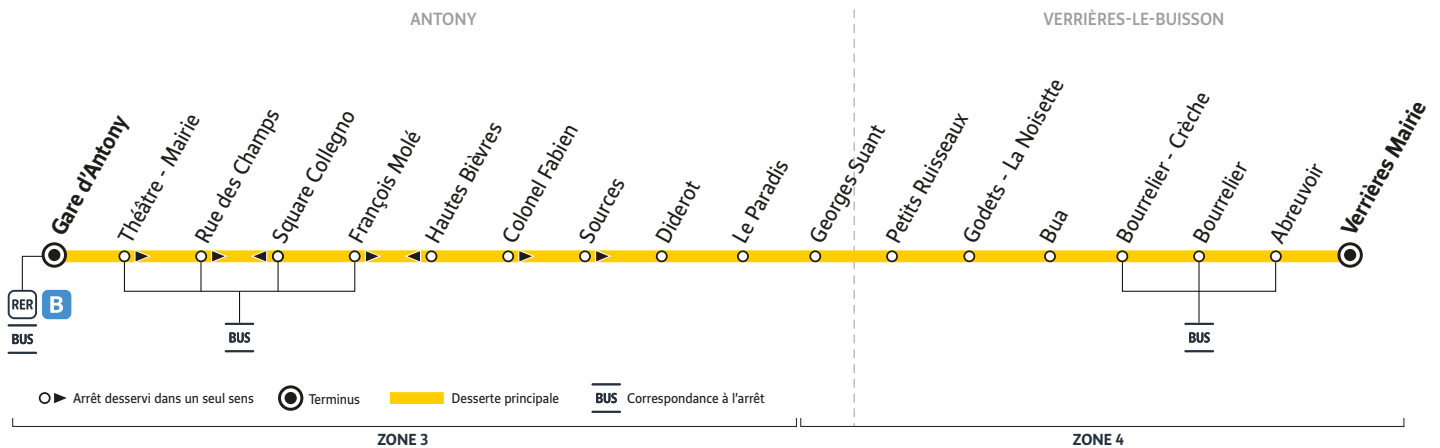 ANTONY
VERRIÈRES-LE-BUISSON
Gare d'Antony
Théâtre - Mairie
Rue des Champs
Square Collegno
François Molé
Hautes Bièvres
Colonel Fabien
Sources
Diderot
Le Paradis
Georges Suant
Petits Ruisseaux
Godets - La Noisette
Bua
Bourrelier - Crèche
Bourrelier
Abreuvoir
Verrières Mairie
RER B
BUS
BUS
BUS
Arrêt desservi dans un seul sens
Terminus
Desserte principale
BUS Correspondance à l'arrêt
ZONE 3
ZONE 4